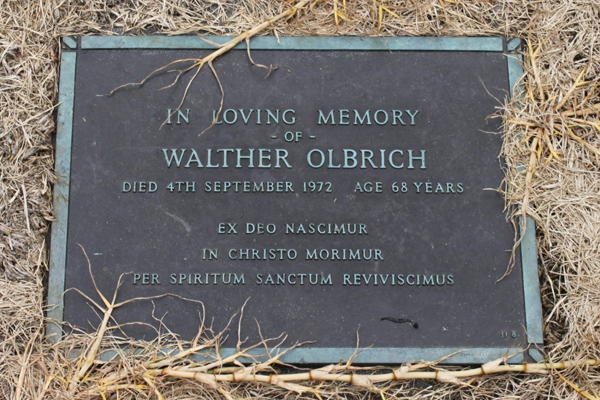 IN LOVING MEMORY
- OF -
WALTHER OLBRICH
DIED 4TH SEPTEMBER 1972 AGE 68 YEARS
EX DEO NASCIMUR
IN CHRISTO MORIMUR
PER SPIRITUM SANCTUM REVIVISCIMUS